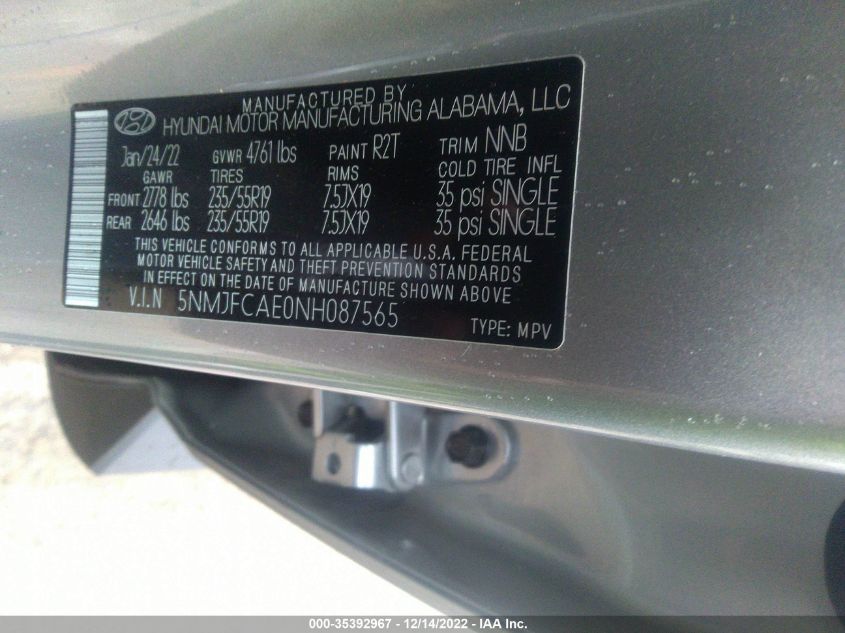 MANUFACTURED BY
HYUNDAI MOTOR MANUFACTURING ALABAMA, LLC
Jan/24/22 GVWR 4761 lbs PAINT R2T TRIM NNB
GAWR TIRES RIMS COLD TIRE INFL
FRONT 2778 lbs 235/55R19 7.5JX19 35 psi SINGLE
REAR 2646 lbs 235/55R19 7.5JX19 35 psi SINGLE
THIS VEHICLE CONFORMS TO ALL APPLICABLE U.S.A. FEDERAL
MOTOR VEHICLE SAFETY AND THEFT PREVENTION STANDARDS
IN EFFECT ON THE DATE OF MANUFACTURE SHOWN ABOVE
V.I.N 5NMJFCAE0NH087565
TYPE: MPV
000-35392967 - 12/14/2022 - IAA Inc.